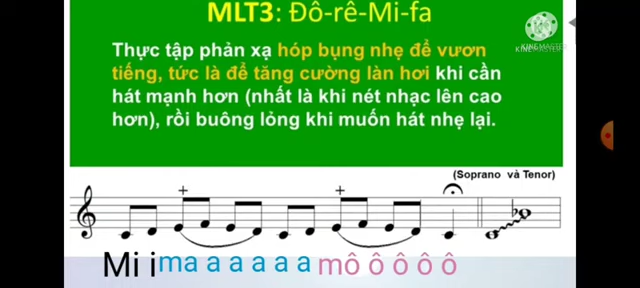 MLT3: Đô-rê-Mi-fa
KINEMASTER
Thực tập phản xạ hóp bụng nhẹ để vươn
tiếng, tức là để tăng cường làn hơi khi cần
hát mạnh hơn (nhất là khi nét nhạc lên cao
hơn), rồi buông lỏng khi muốn hát nhẹ lại.
(Soprano và Tenor)
Mi i ma a a a a a mô ô ô ô ô